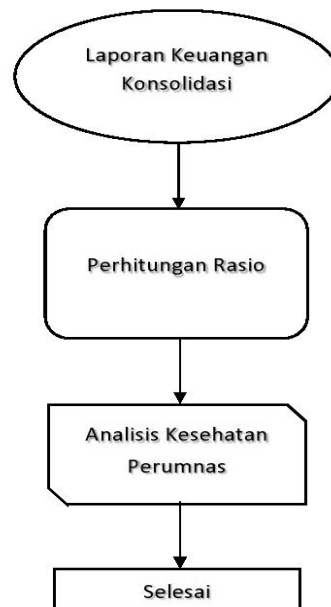 Laporan Keuangan
Konsolidasi
Perhitungan Rasio
Analisis Kesehatan
Perumnas
Selesai